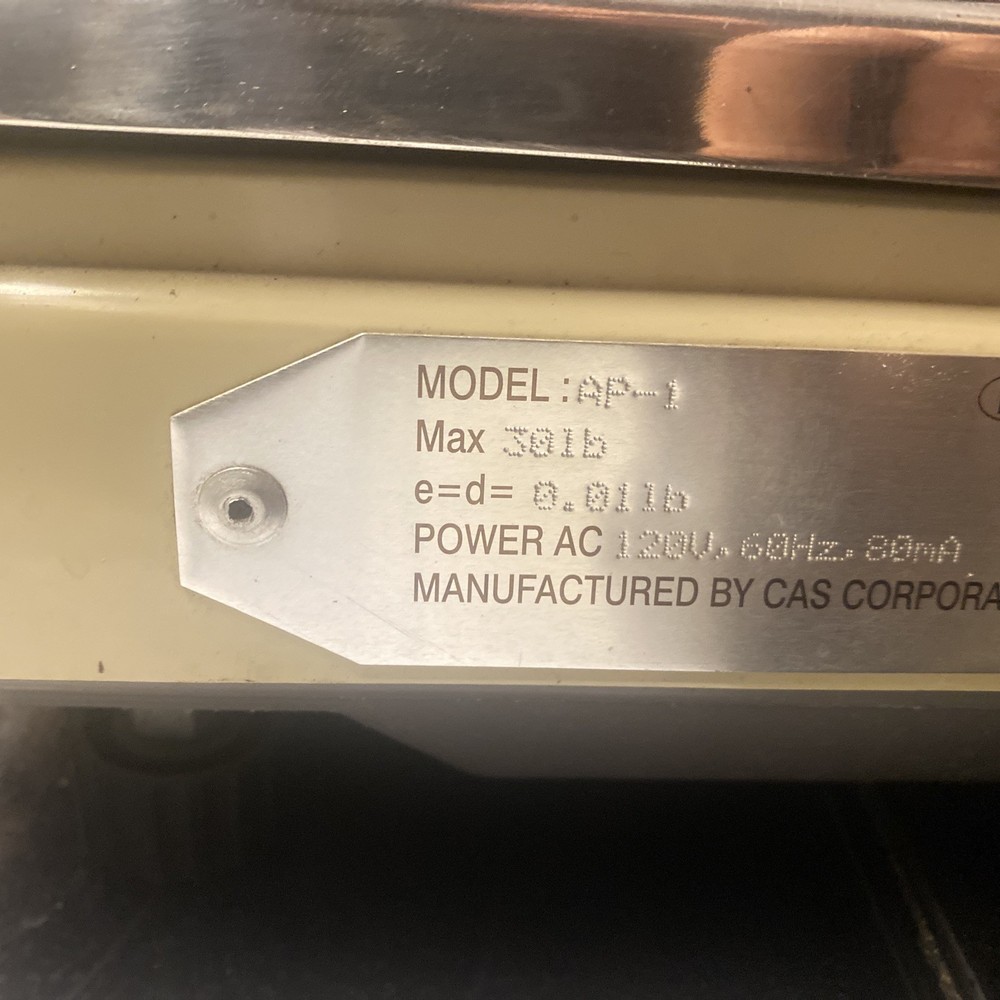 MODEL : AP-1
Max 30lb
e=d= 0.01lb
POWER AC 120V, 60Hz, 80mA
MANUFACTURED BY CAS CORPORA